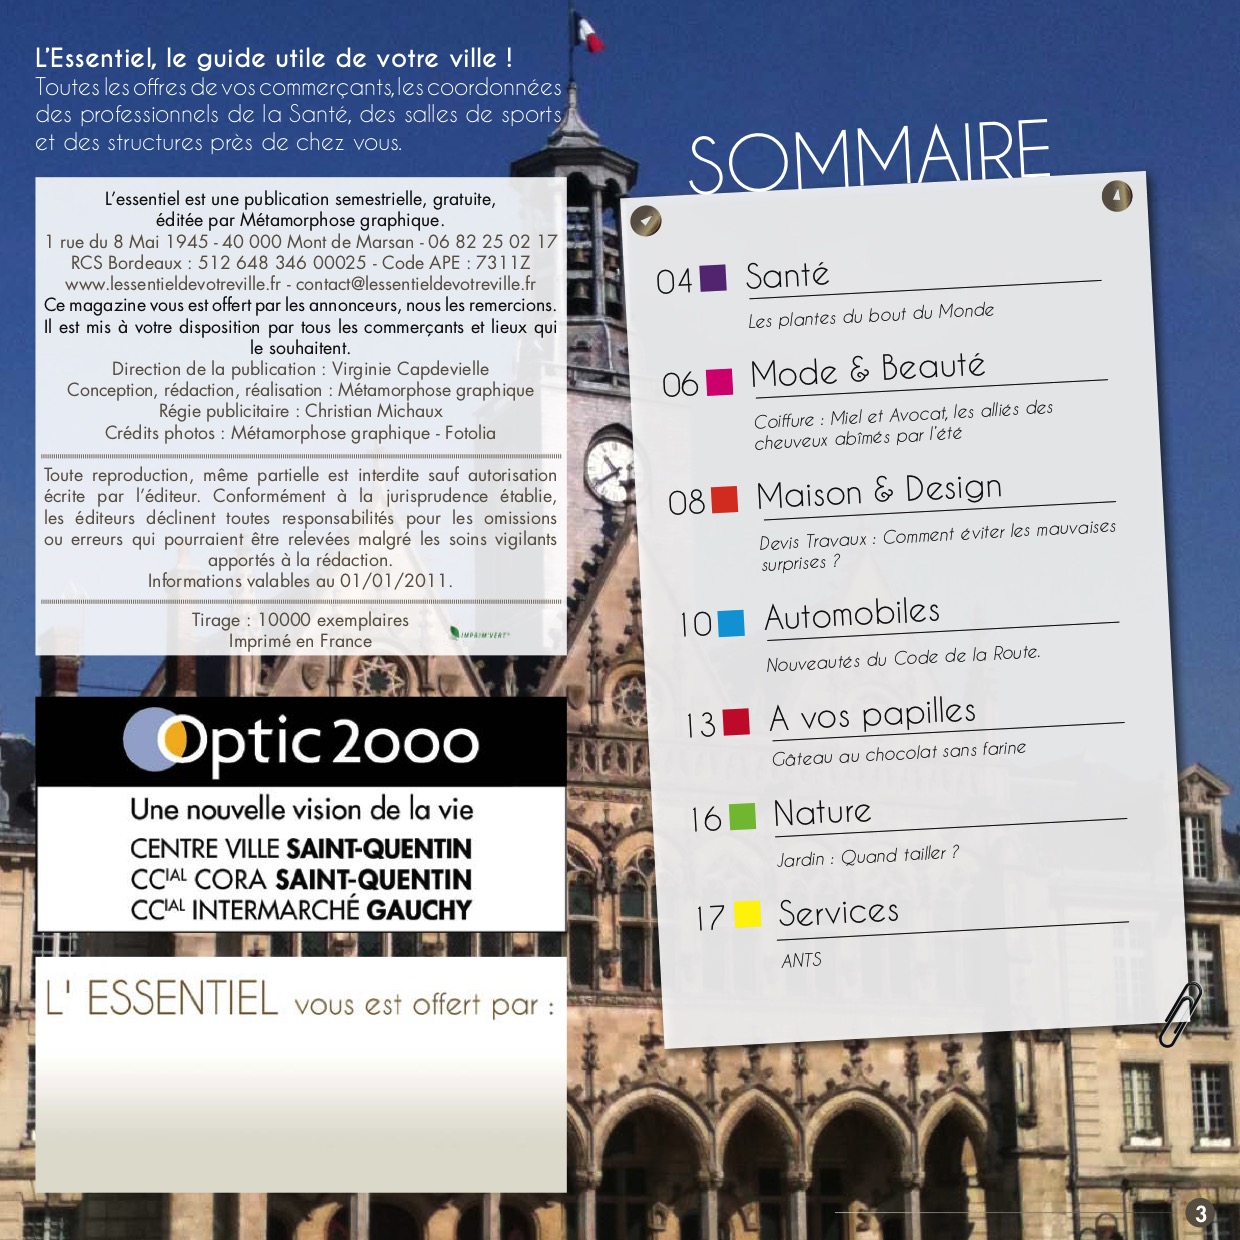 L'Essentiel, le guide utile de votre ville !
Toutes les offres de vos commerçants, les coordonnées
des professionnels de la Santé, des salles de sports
et des structures près de chez vous.
L'essentiel est une publication semestrielle, gratuite,
éditée par Métamorphose graphique.
1 rue du 8 Mai 1945 - 40 000 Mont de Marsan - 06 82 25 02 17
RCS Bordeaux : 512 648 346 00025 - Code APE : 7311Z
www.lessentieldevotreville.fr - contact@lessentieldevotreville.fr
Ce magazine vous est offert par les annonceurs, nous les remercions.
Il est mis à votre disposition par tous les commerçants et lieux qui
le souhaitent.
Direction de la publication : Virginie Capdevielle
Conception, rédaction, réalisation : Métamorphose graphique
Régie publicitaire : Christian Michaux
Crédits photos : Métamorphose graphique - Fotolia
Toute reproduction, même partielle est interdite sauf autorisation
écrite par l'éditeur. Conformément à la jurisprudence établie,
les éditeurs déclinent toutes responsabilités pour les omissions
ou erreurs qui pourraient être relevées malgré les soins vigilants
apportés à la rédaction.
Informations valables au 01/01/2011.
Tirage : 10000 exemplaires
Imprimé en France
IMPRIM'VERT®
Optic 2000
Une nouvelle vision de la vie
CENTRE VILLE SAINT-QUENTIN
CCIAL CORA SAINT-QUENTIN
CCIAL INTERMARCHÉ GAUCHY
L' ESSENTIEL vous est offert par :
SOMMAIRE
04 Santé
Les plantes du bout du Monde
06 Mode & Beauté
Coiffure : Miel et Avocat, les alliés des
cheuveux abîmés par l'été
08 Maison & Design
Devis Travaux : Comment éviter les mauvaises
surprises ?
10 Automobiles
Nouveautés du Code de la Route.
13 A vos papilles
Gâteau au chocolat sans farine
16 Nature
Jardin : Quand tailler ?
17 Services
ANTS
3